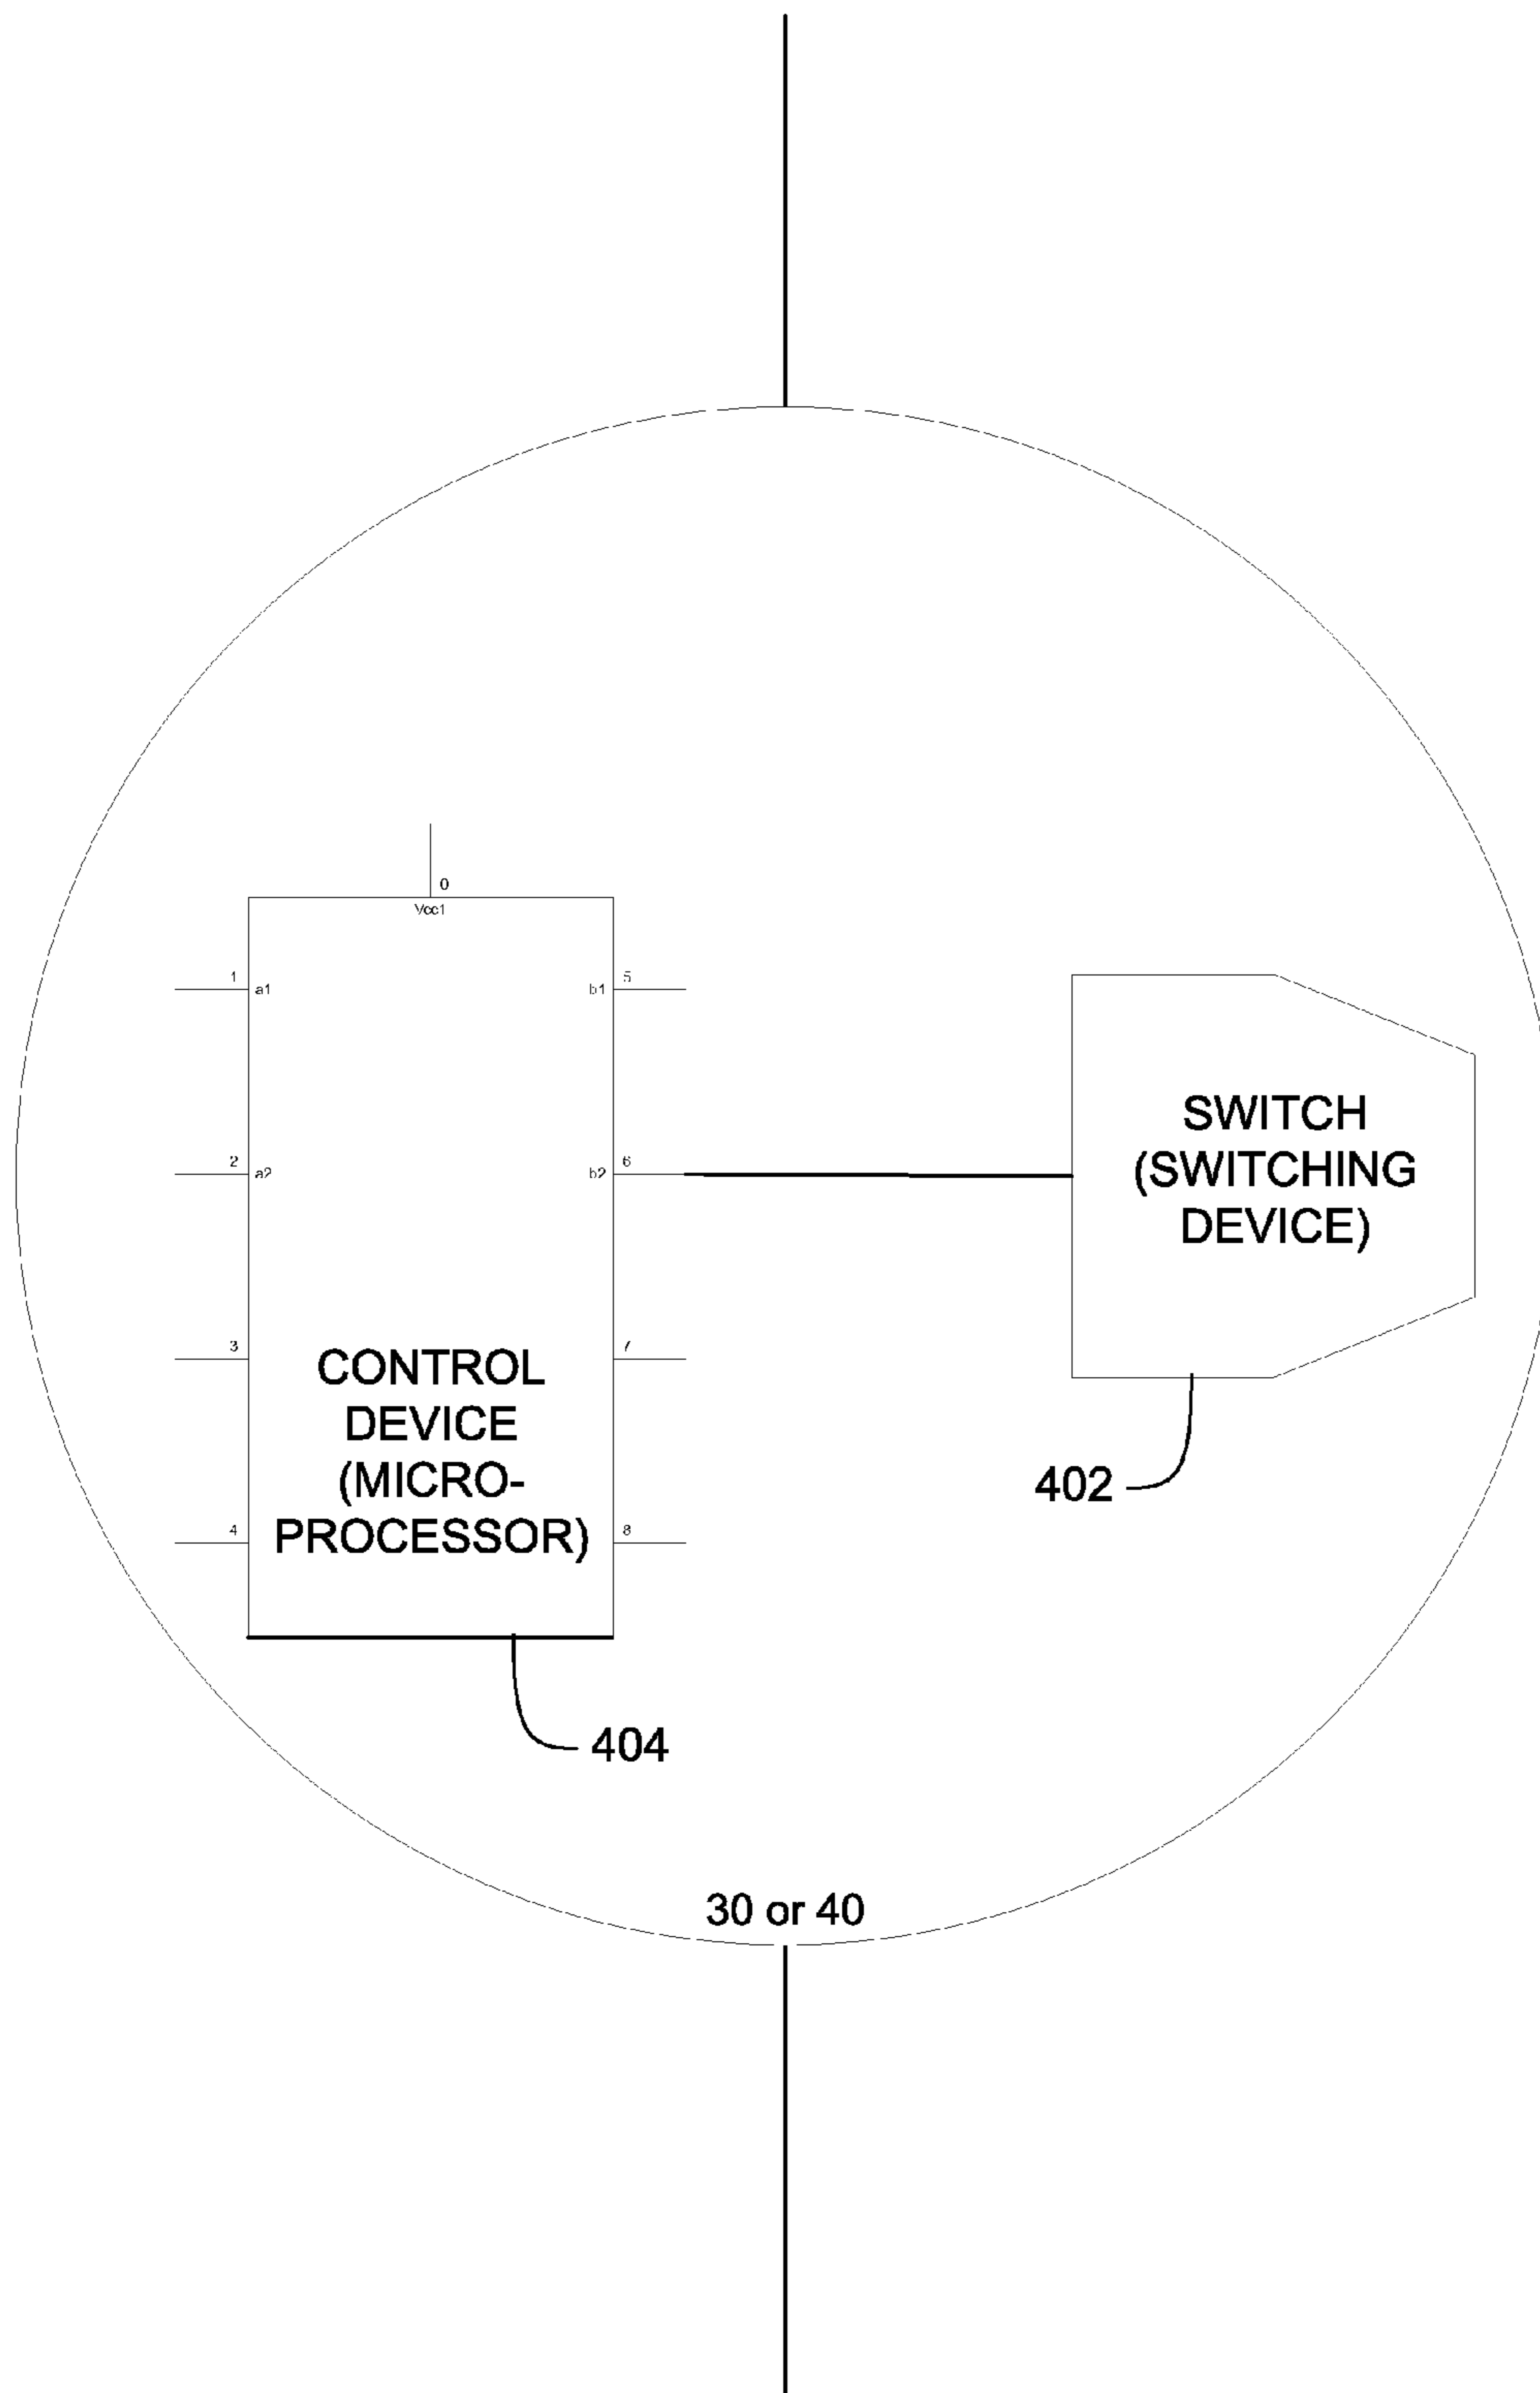 0
Vcc1
1
a1
5
b1
2
a2
6
b2
3
7
4
8
CONTROL
DEVICE
(MICRO-
PROCESSOR)
SWITCH
(SWITCHING
DEVICE)
402
404
30 or 40